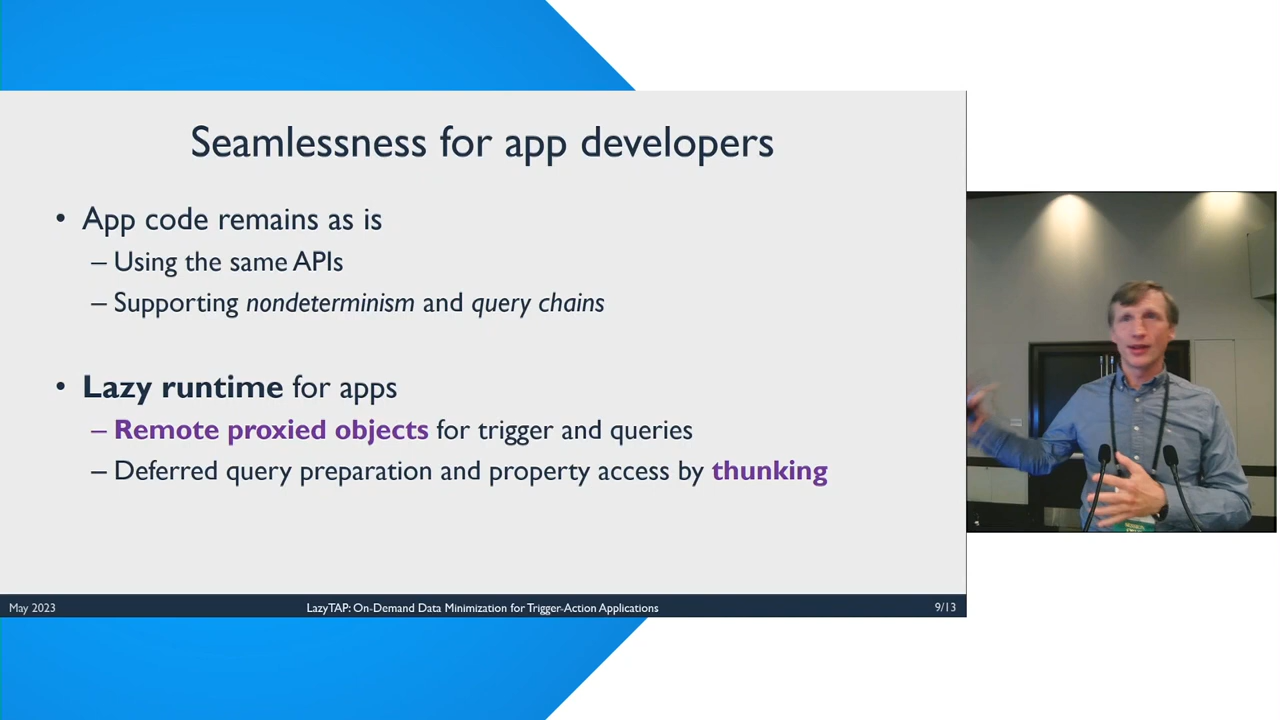 Seamlessness for app developers
• App code remains as is
– Using the same APIs
– Supporting nondeterminism and query chains
• Lazy runtime for apps
– Remote proxied objects for trigger and queries
– Deferred query preparation and property access by thunking
May 2023 LazyTAP: On-Demand Data Minimization for Trigger-Action Applications 9/13